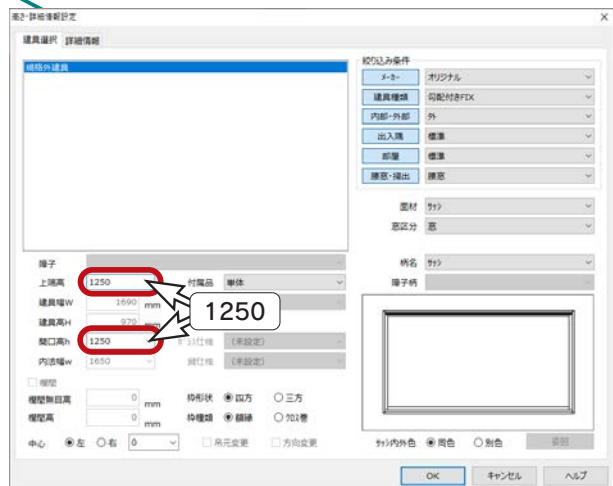 高さ・詳細情報設定
建具選択 詳細情報
規格外建具
絞り込み条件
メーカー オリジナル
建具種類 勾配付きFIX
内部・外部 外
出入隅 標準
部屋 標準
腰窓・掃出 腰窓
面材 サッシ
窓区分 窓
障子
柄名 サッシ
上端高 1250 付属品 単体
障子柄
建具幅W 1690 mm
1250
建具高H 970 mm
開口高h 1250 (未設定)
内法幅w 1650 (未設定)
欄間
欄間無目高 0 mm 枠形状 四方 三方
欄間高 0 mm 枠種類 額縁 クロス巻
中心 左 右 0 吊元変更 方向変更 サッシ内外色 同色 別色
OK キャンセル ヘルプ